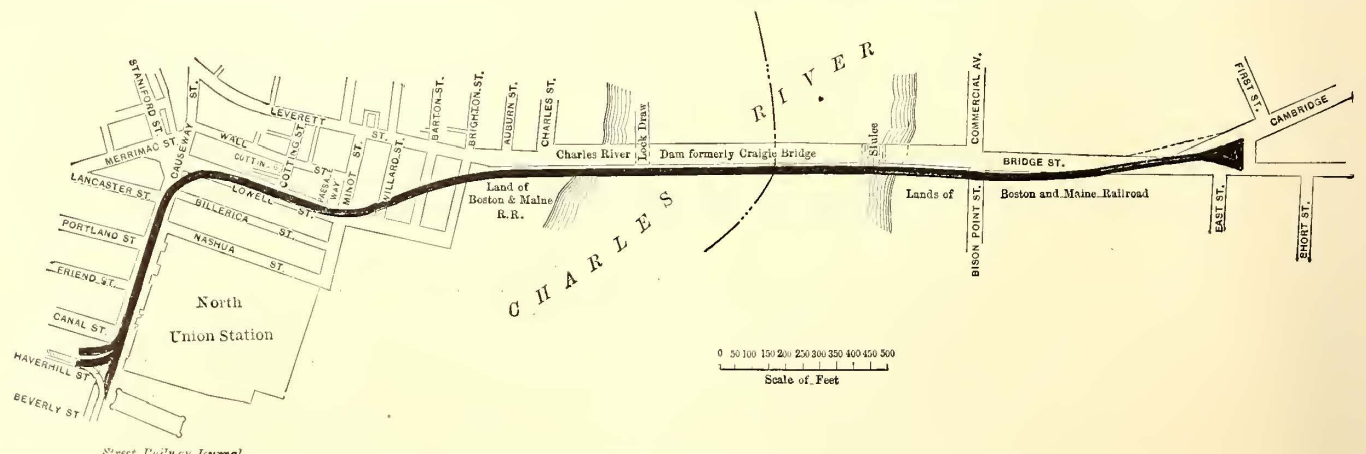 STANIFORD ST.
CAUSEWAY ST.
MERRIMAC ST.
LEVERETT ST.
WALL ST.
COTTING ST.
PASSAGE WAY
MINOT ST.
WILLARD ST.
BARTON ST.
BRIGHTON ST.
AUBURN ST.
CHARLES ST.
Charles River
Lock Draw
Dam formerly Craigie Bridge
RIVER
Sluice
COMMERCIAL AV.
BRIDGE ST.
FIRST ST.
CAMBRIDGE
LANCASTER ST.
LOWELL ST.
BILLERICA ST.
NASHUA ST.
PORTLAND ST
FRIEND ST.
CANAL ST.
HAVERHILL ST.
BEVERLY ST
North
Union Station
Land of
Boston & Maine
R.R.
CHARLES
Lands of
Boston and Maine Railroad
BISON POINT ST.
EAST ST.
SHORT ST.
0 50 100 150 200 250 300 350 400 450 500
Scale of Feet
Street Railway Journal